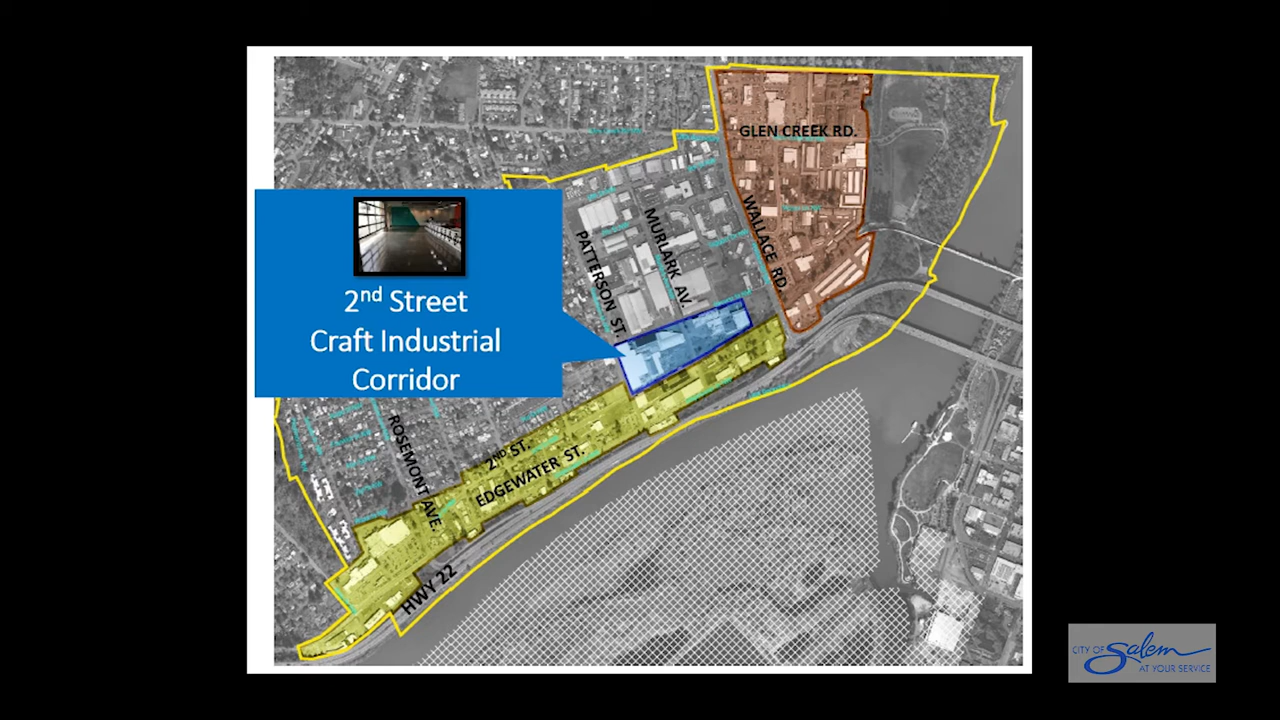 GLEN CREEK RD.
WALLACE RD.
MURLARK AV.
PATTERSON ST.
2nd Street
Craft Industrial
Corridor
ROSEMONT AVE.
2ND ST.
EDGEWATER ST.
HWY 22
CITY OF Salem
AT YOUR SERVICE